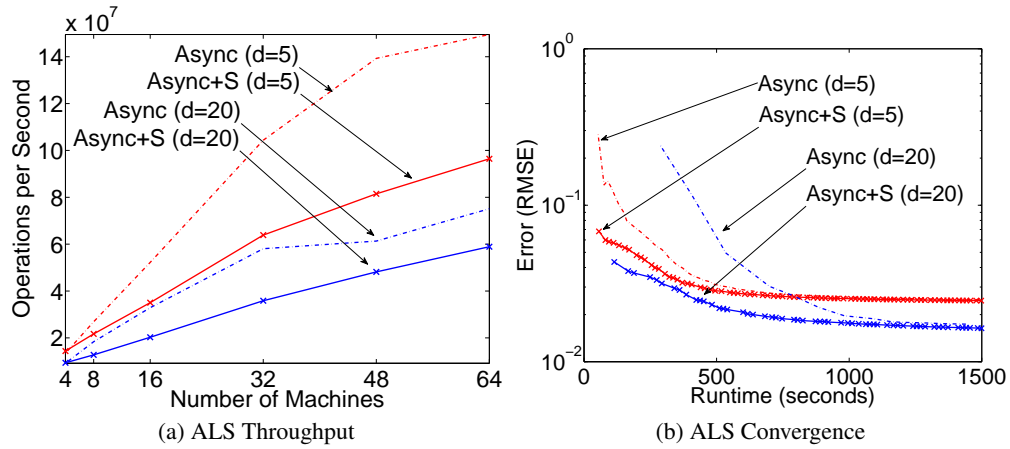 x 10^7
14
12
10
8
6
4
2
4 8 16 32 48 64
Operations per Second
Number of Machines
Async (d=5)
Async+S (d=5)
Async (d=20)
Async+S (d=20)
(a) ALS Throughput
10^0
10^-1
10^-2
0 500 1000 1500
Error (RMSE)
Runtime (seconds)
Async (d=5)
Async+S (d=5)
Async (d=20)
Async+S (d=20)
(b) ALS Convergence